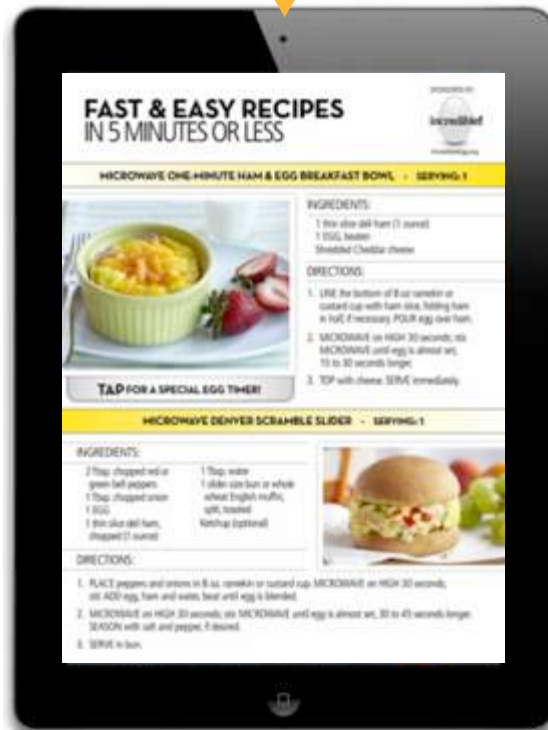 SPONSORED BY:
FAST & EASY RECIPES
IN 5 MINUTES OR LESS
incredible!
incredibleegg.org
MICROWAVE ONE-MINUTE HAM & EGG BREAKFAST BOWL - SERVING: 1
INGREDIENTS:
1 thin slice deli ham (1 ounce)
1 EGG, beaten
Shredded Cheddar cheese
DIRECTIONS:
1. LINE the bottom of 8 oz ramekin or
custard cup with ham slice, folding ham
in half, if necessary. POUR egg over ham.
2. MICROWAVE on HIGH 30 seconds; stir.
MICROWAVE until egg is almost set,
15 to 30 seconds longer.
3. TOP with cheese. SERVE immediately.
TAP FOR A SPECIAL EGG TIMER!
MICROWAVE DENVER SCRAMBLE SLIDER - SERVING: 1
INGREDIENTS:
2 Tbsp. chopped red or
green bell peppers
1 Tbsp. chopped onion
1 EGG
1 thin slice deli ham,
chopped (1 ounce)
1 Tbsp. water
1 slider-size bun or whole
wheat English muffin,
split, toasted
Ketchup (optional)
DIRECTIONS:
1. PLACE peppers and onions in 8 oz. ramekin or custard cup. MICROWAVE on HIGH 30 seconds;
stir. ADD egg, ham and water; beat until egg is blended.
2. MICROWAVE on HIGH 30 seconds; stir. MICROWAVE until egg is almost set, 30 to 45 seconds longer.
SEASON with salt and pepper, if desired.
3. SERVE in bun.